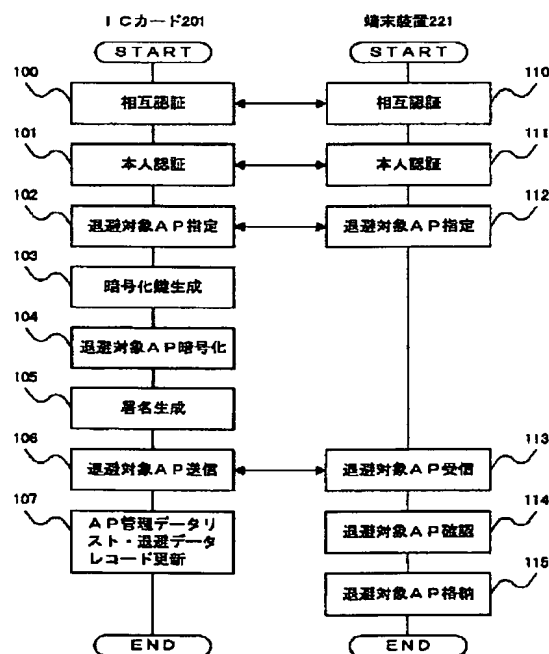 ＩＣカード201
端末装置221
ＳＴＡＲＴ
ＳＴＡＲＴ
100
相互認証
相互認証
110
101
本人認証
本人認証
111
102
退避対象ＡＰ指定
退避対象ＡＰ指定
112
103
暗号化鍵生成
104
退避対象ＡＰ暗号化
105
署名生成
106
退避対象ＡＰ送信
退避対象ＡＰ受信
113
107
ＡＰ管理データリ
スト・退避データ
レコード更新
退避対象ＡＰ確認
114
退避対象ＡＰ格納
115
ＥＮＤ
ＥＮＤ